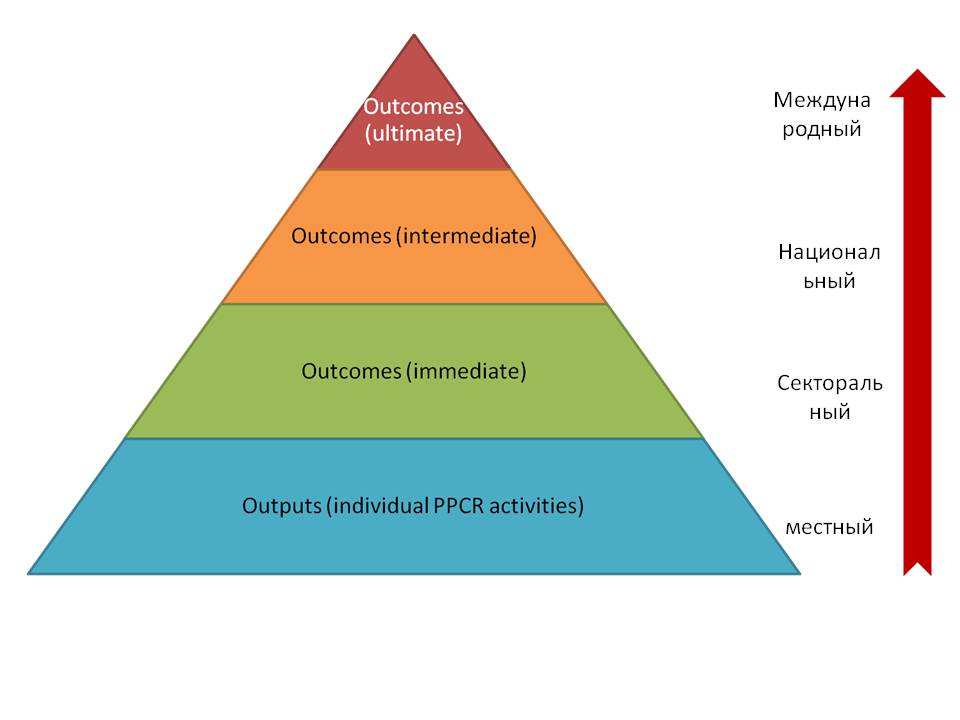 Outcomes
(ultimate)
Междуна
родный
Outcomes (intermediate)
Национал
ьный
Outcomes (immediate)
Сектораль
ный
Outputs (individual PPCR activities)
местный